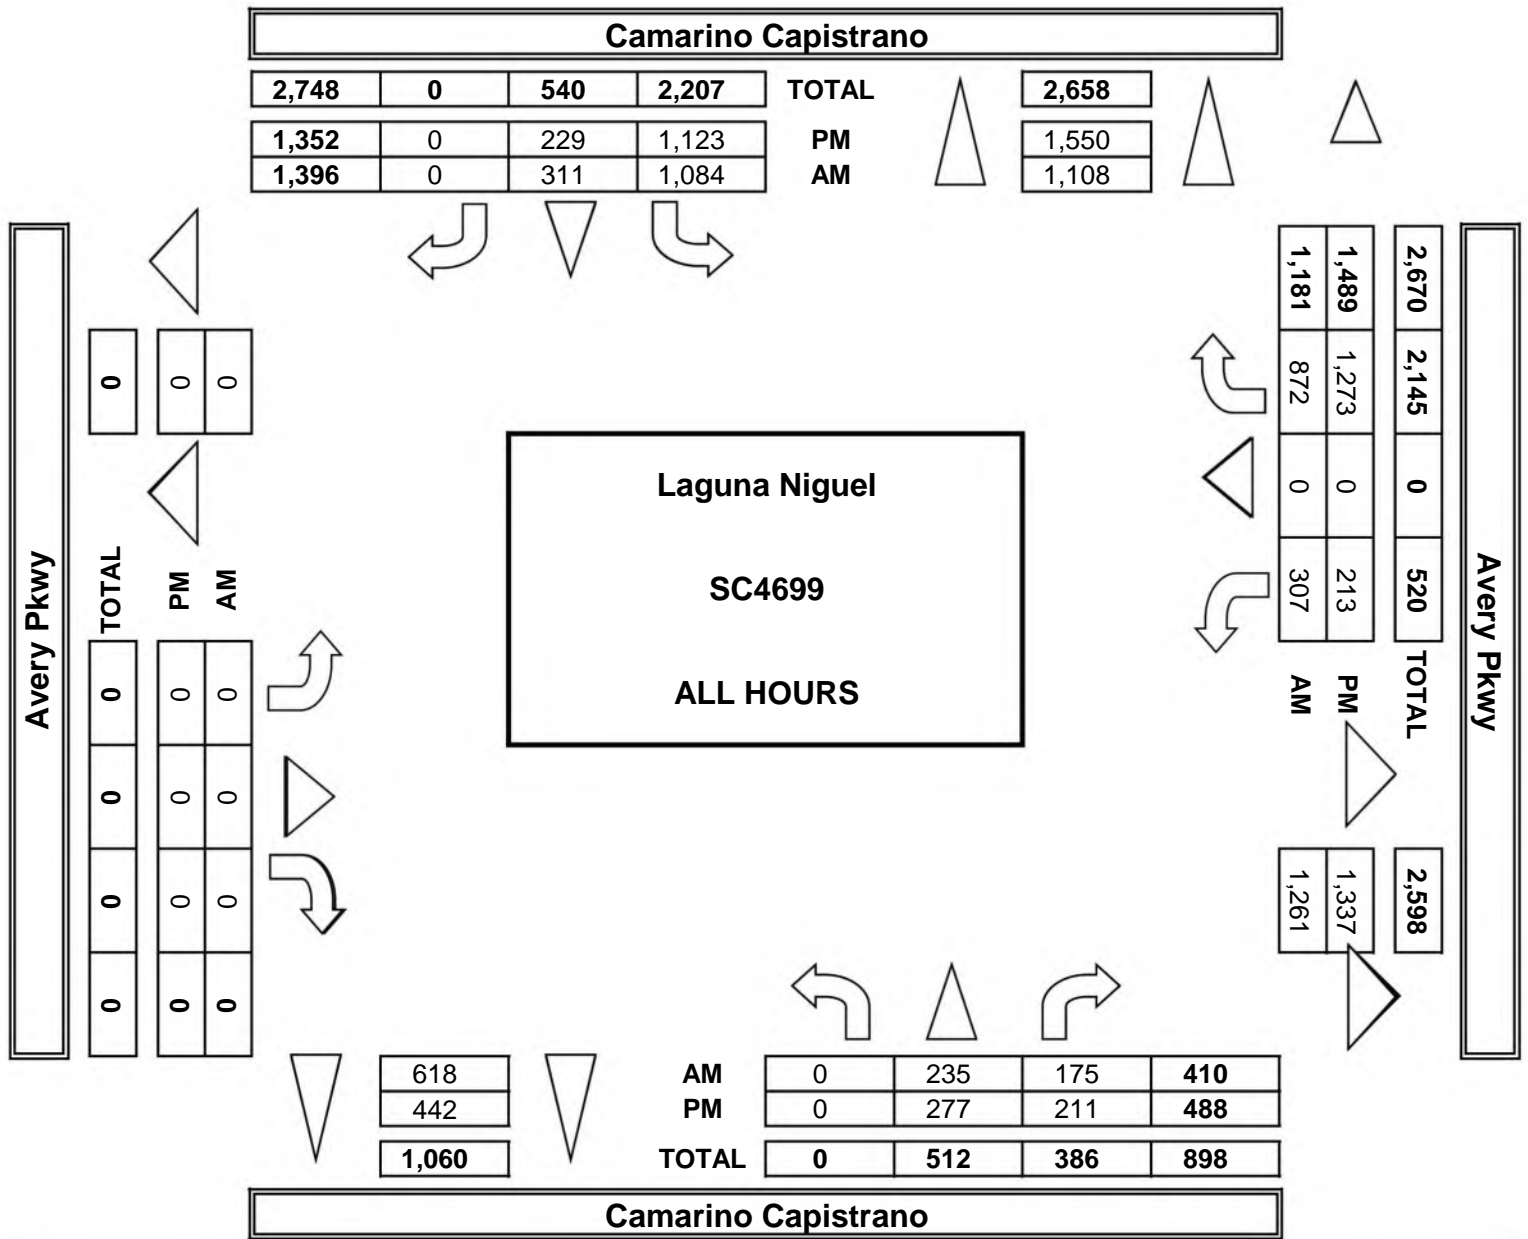 Camarino Capistrano
2,748 0 540 2,207 TOTAL 2,658
1,352 0 229 1,123 PM 1,550
1,396 0 311 1,084 AM 1,108
Avery Pkwy
TOTAL 0 0 0 0 0
PM 0 0 0 0 0
AM 0 0 0 0 0
Laguna Niguel
SC4699
ALL HOURS
2,670 2,145 0 520 TOTAL 2,598
1,489 1,273 0 213 PM 1,337
1,181 872 0 307 AM 1,261
Avery Pkwy
618 AM 0 235 175 410
442 PM 0 277 211 488
1,060 TOTAL 0 512 386 898
Camarino Capistrano